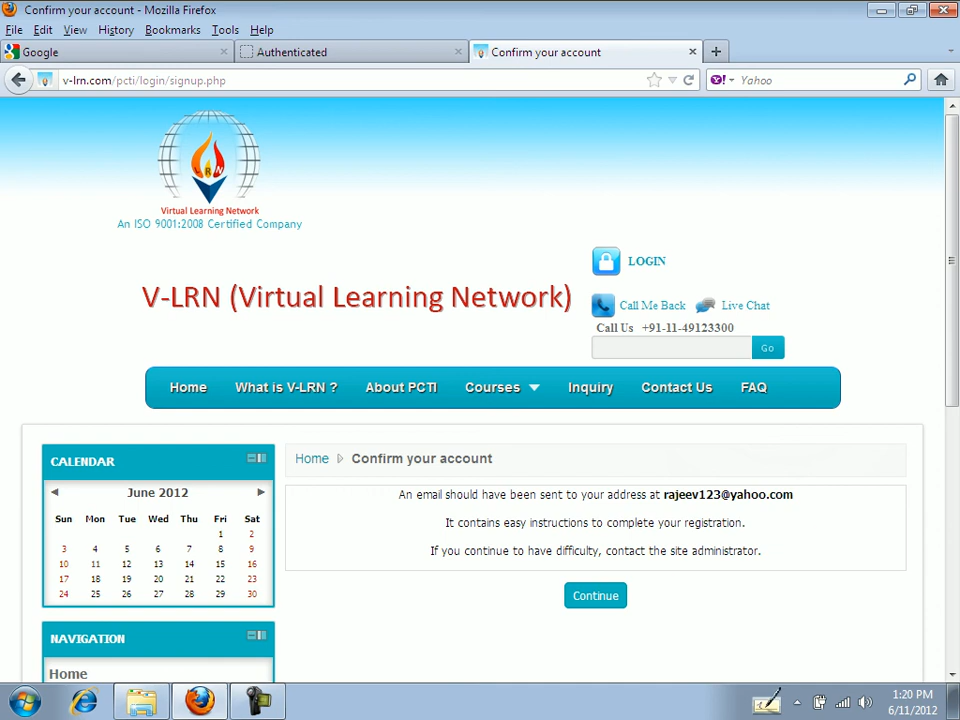 Confirm your account - Mozilla Firefox
File Edit View History Bookmarks Tools Help
Google Authenticated Confirm your account
v-lrn.com/pcti/login/signup.php Yahoo
LRN
Virtual Learning Network
An ISO 9001:2008 Certified Company
LOGIN
V-LRN (Virtual Learning Network)
Call Me Back Live Chat
Call Us +91-11-49123300
Go
Home What is V-LRN ? About PCTI Courses Inquiry Contact Us FAQ
CALENDAR
June 2012
Sun Mon Tue Wed Thu Fri Sat
1 2
3 4 5 6 7 8 9
10 11 12 13 14 15 16
17 18 19 20 21 22 23
24 25 26 27 28 29 30
NAVIGATION
Home
Home Confirm your account
An email should have been sent to your address at rajeev123@yahoo.com
It contains easy instructions to complete your registration.
If you continue to have difficulty, contact the site administrator.
Continue
1:20 PM
6/11/2012